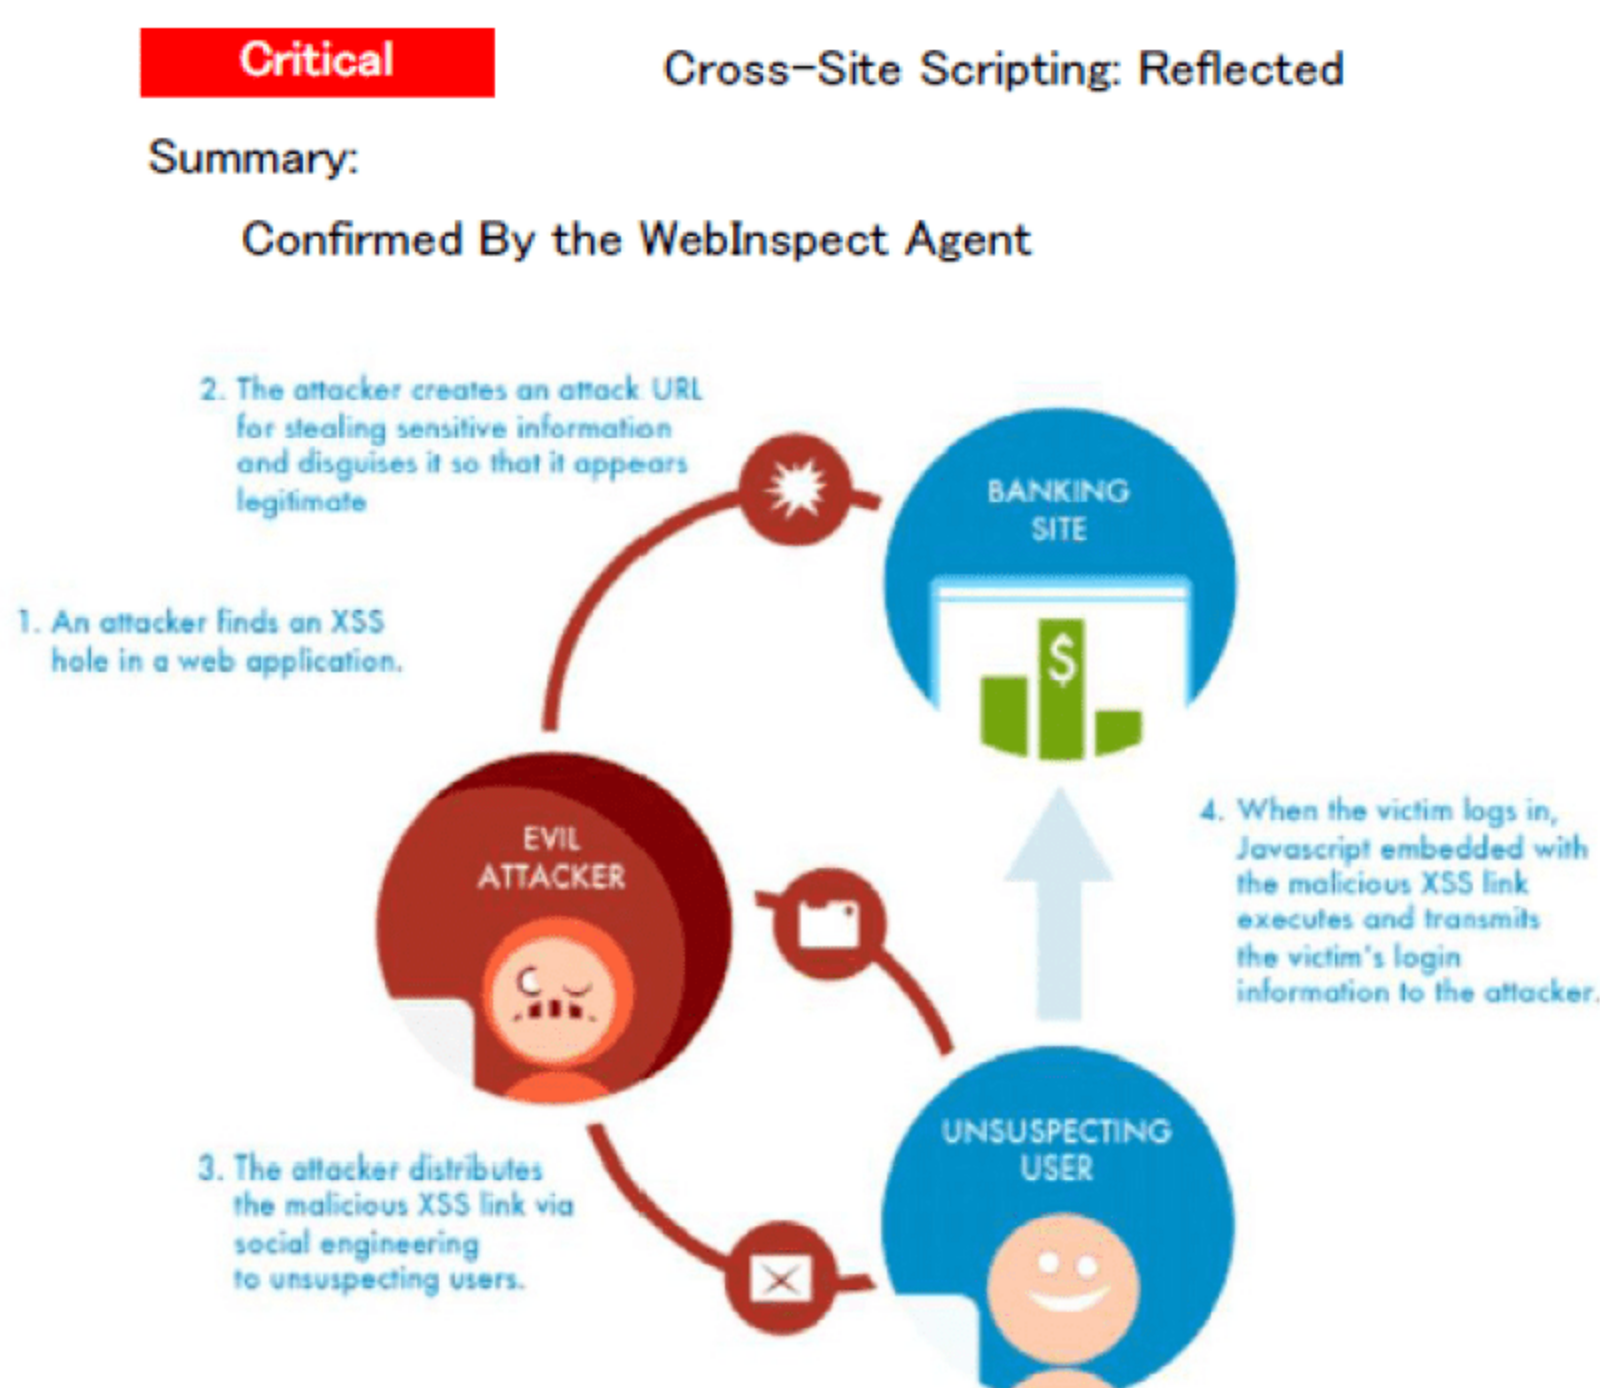 Critical
Cross-Site Scripting: Reflected
Summary:
Confirmed By the WebInspect Agent
2. The attacker creates an attack URL
for stealing sensitive information
and disguises it so that it appears
legitimate
BANKING
SITE
$
1. An attacker finds an XSS
hole in a web application.
EVIL
ATTACKER
4. When the victim logs in,
Javascript embedded with
the malicious XSS link
executes and transmits
the victim's login
information to the attacker.
3. The attacker distributes
the malicious XSS link via
social engineering
to unsuspecting users.
UNSUSPECTING
USER